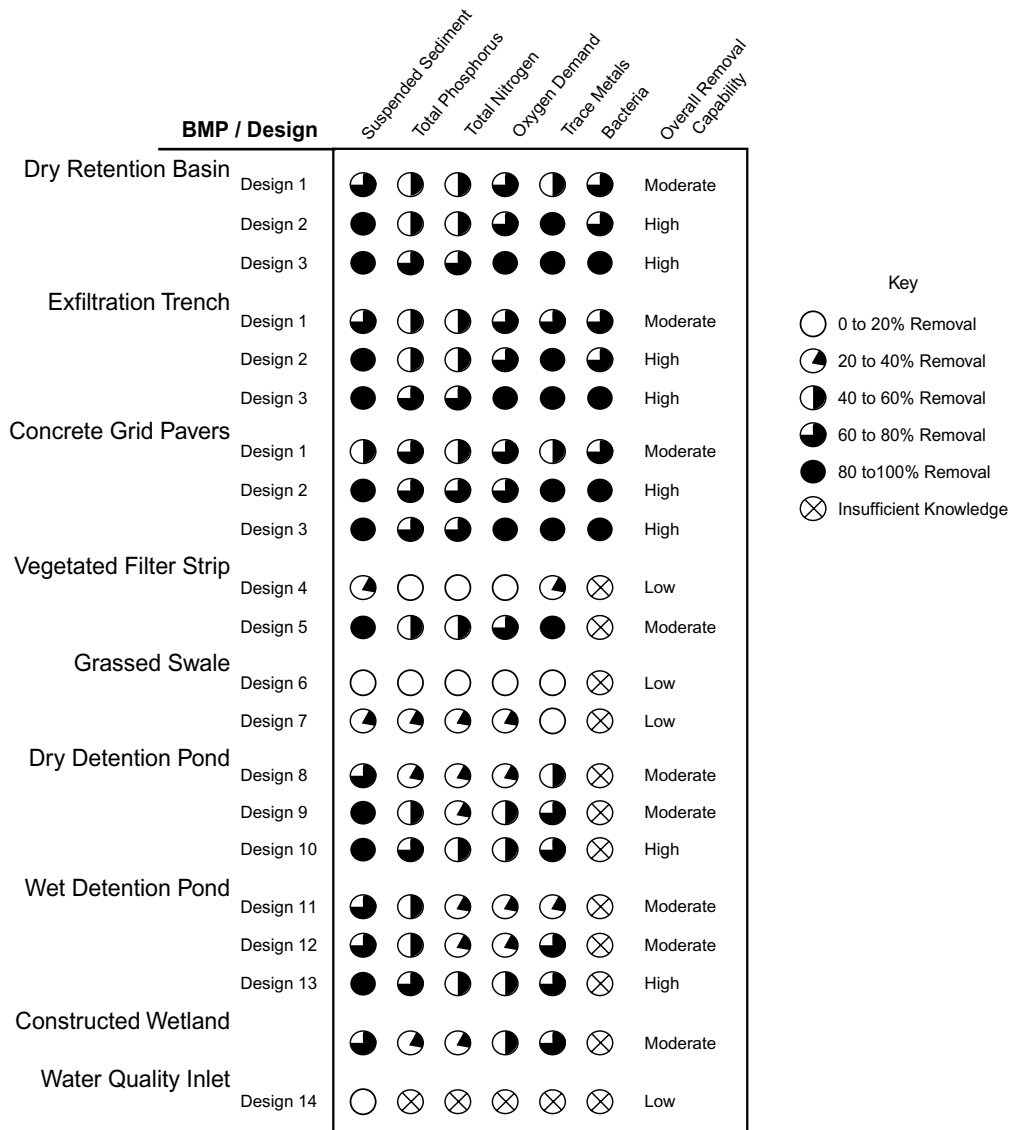 Suspended Sediment
Total Phosphorus
Total Nitrogen
Oxygen Demand
Trace Metals
Bacteria
Overall Removal
Capability
BMP / Design
Dry Retention Basin
Design 1 Moderate
Design 2 High
Design 3 High
Exfiltration Trench
Design 1 Moderate
Design 2 High
Design 3 High
Concrete Grid Pavers
Design 1 Moderate
Design 2 High
Design 3 High
Vegetated Filter Strip
Design 4 Low
Design 5 Moderate
Grassed Swale
Design 6 Low
Design 7 Low
Dry Detention Pond
Design 8 Moderate
Design 9 Moderate
Design 10 High
Wet Detention Pond
Design 11 Moderate
Design 12 Moderate
Design 13 High
Constructed Wetland
Moderate
Water Quality Inlet
Design 14 Low
Key
0 to 20% Removal
20 to 40% Removal
40 to 60% Removal
60 to 80% Removal
80 to100% Removal
Insufficient Knowledge